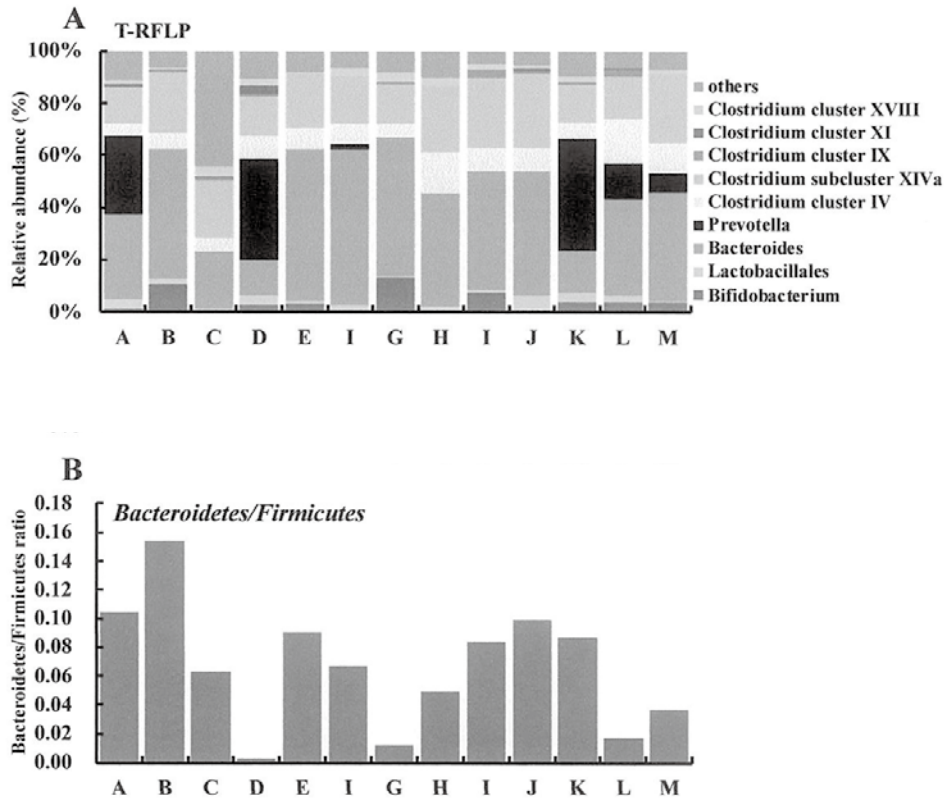 A
T-RFLP
100%
80%
60%
40%
20%
0%
Relative abundance (%)
A B C D E I G H I J K L M
others
Clostridium cluster XVIII
Clostridium cluster XI
Clostridium cluster IX
Clostridium subcluster XIVa
Clostridium cluster IV
Prevotella
Bacteroides
Lactobacillales
Bifidobacterium
B
Bacteroidetes/Firmicutes
0.18
0.16
0.14
0.12
0.10
0.08
0.06
0.04
0.02
0.00
Bacteroidetes/Firmicutes ratio
A B C D E I G H I J K L M